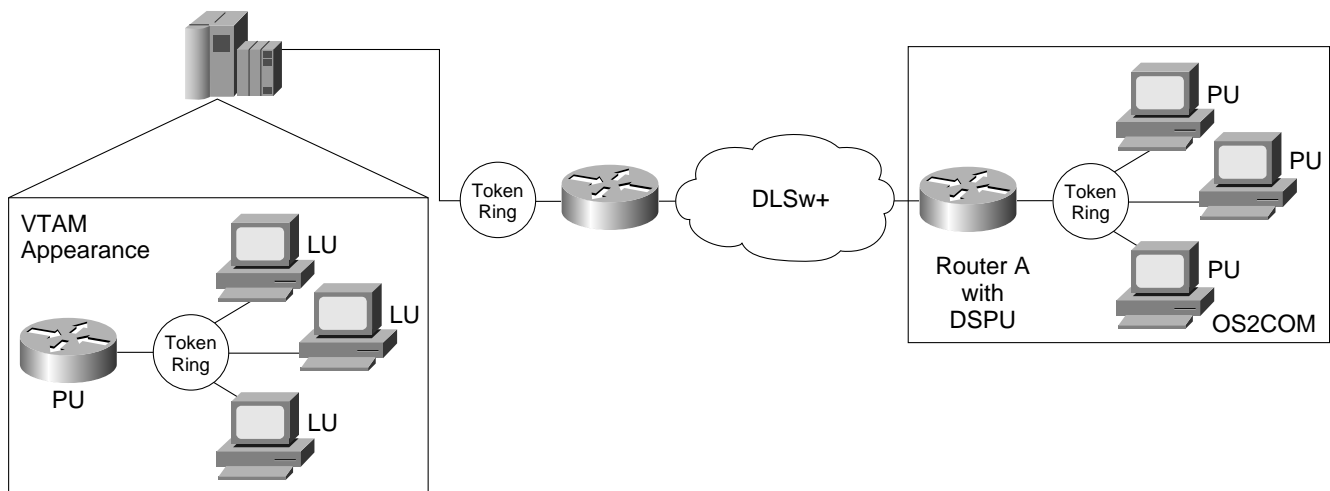 VTAM
Appearance
PU
Token
Ring
LU
LU
LU
Token
Ring
DLSw+
Router A
with
DSPU
Token
Ring
PU
PU
PU
OS2COM